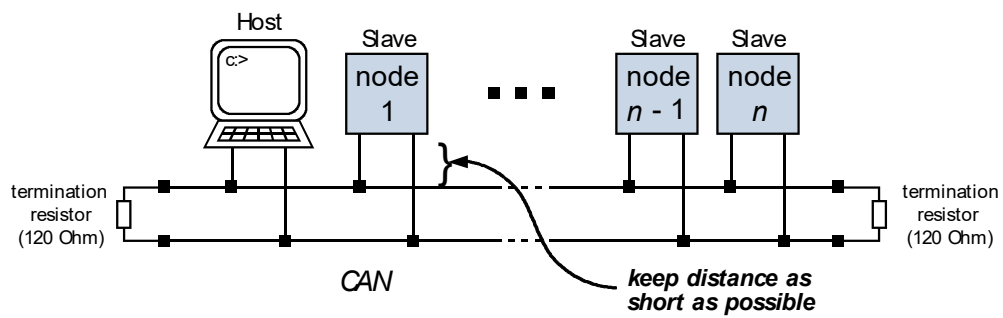 Host
c:>
Slave
node
1
Slave
node
n - 1
Slave
node
n
termination
resistor
(120 Ohm)
termination
resistor
(120 Ohm)
CAN
keep distance as
short as possible